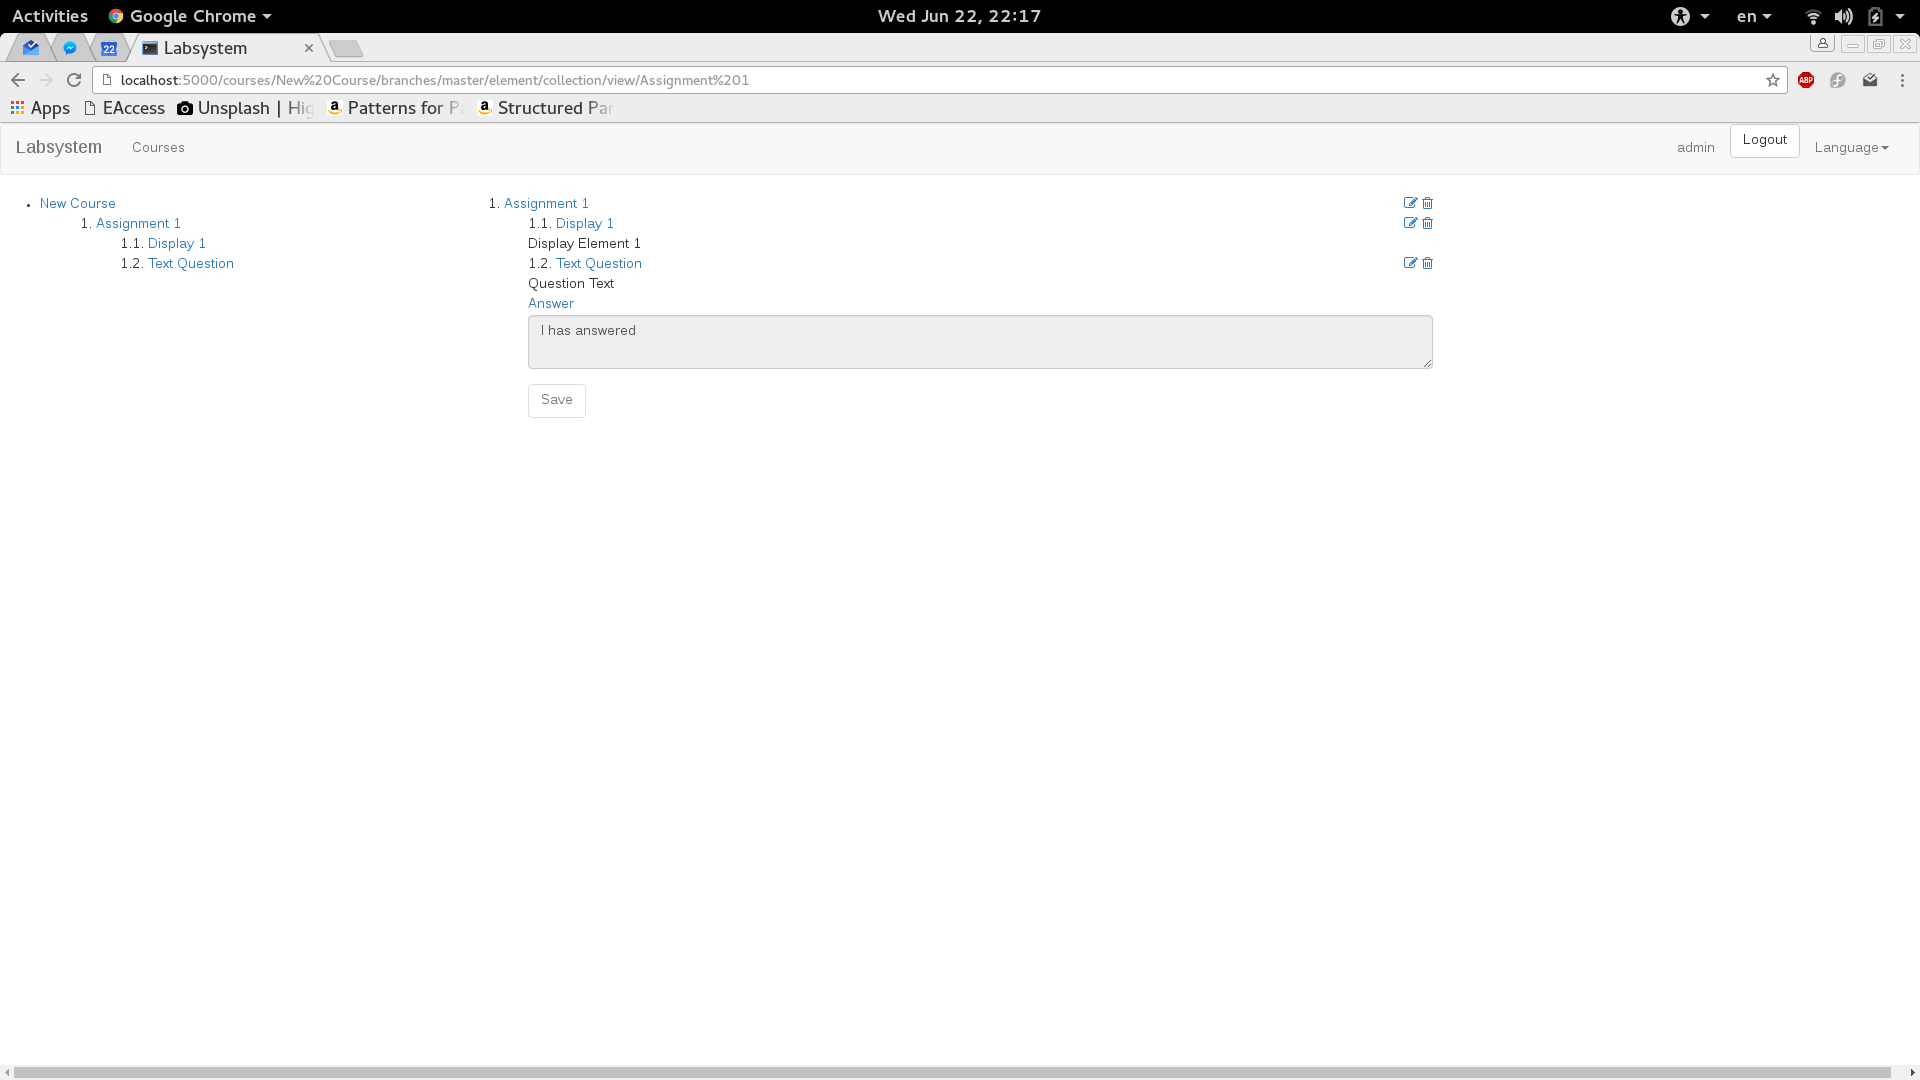 Activities Google Chrome Wed Jun 22, 22:17 en
22 Labsystem
localhost:5000/courses/New%20Course/branches/master/element/collection/view/Assignment%201 ABP
Apps EAccess Unsplash | Hig Patterns for P Structured Par
Labsystem Courses admin Logout Language
New Course
1. Assignment 1
1.1. Display 1
1.2. Text Question
1. Assignment 1
1.1. Display 1
Display Element 1
1.2. Text Question
Question Text
Answer
I has answered
Save